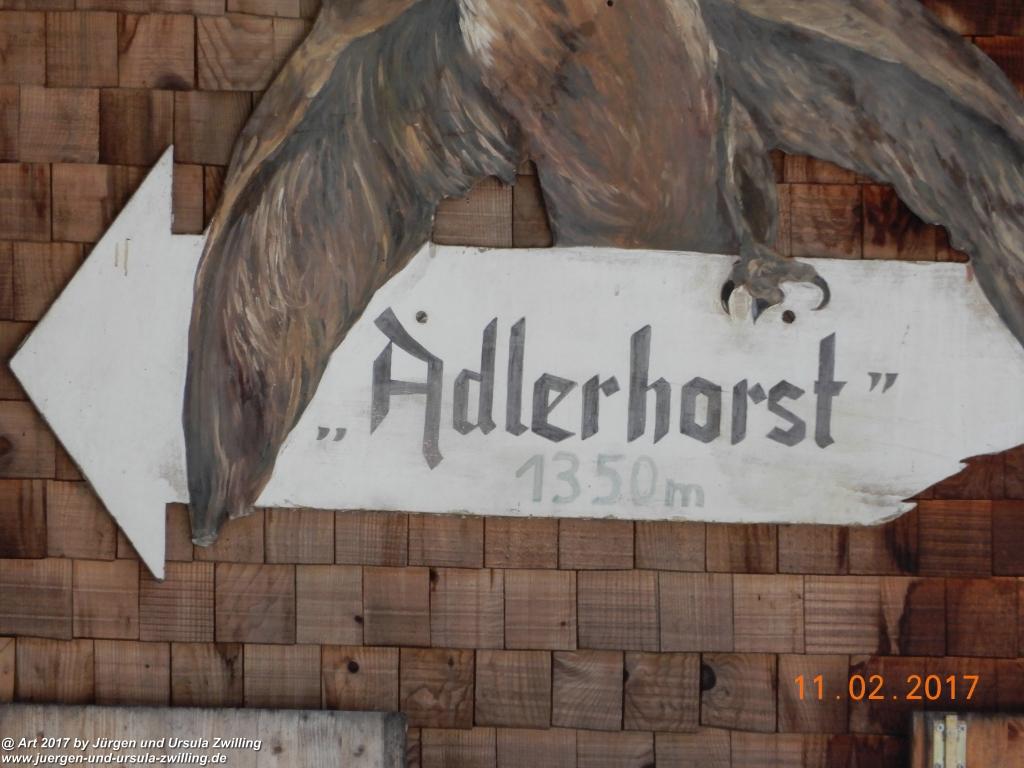 „Adlerhorst”
1350m
11.02.2017
@ Art 2017 by Jürgen und Ursula Zwilling
www.juergen-und-ursula-zwilling.de